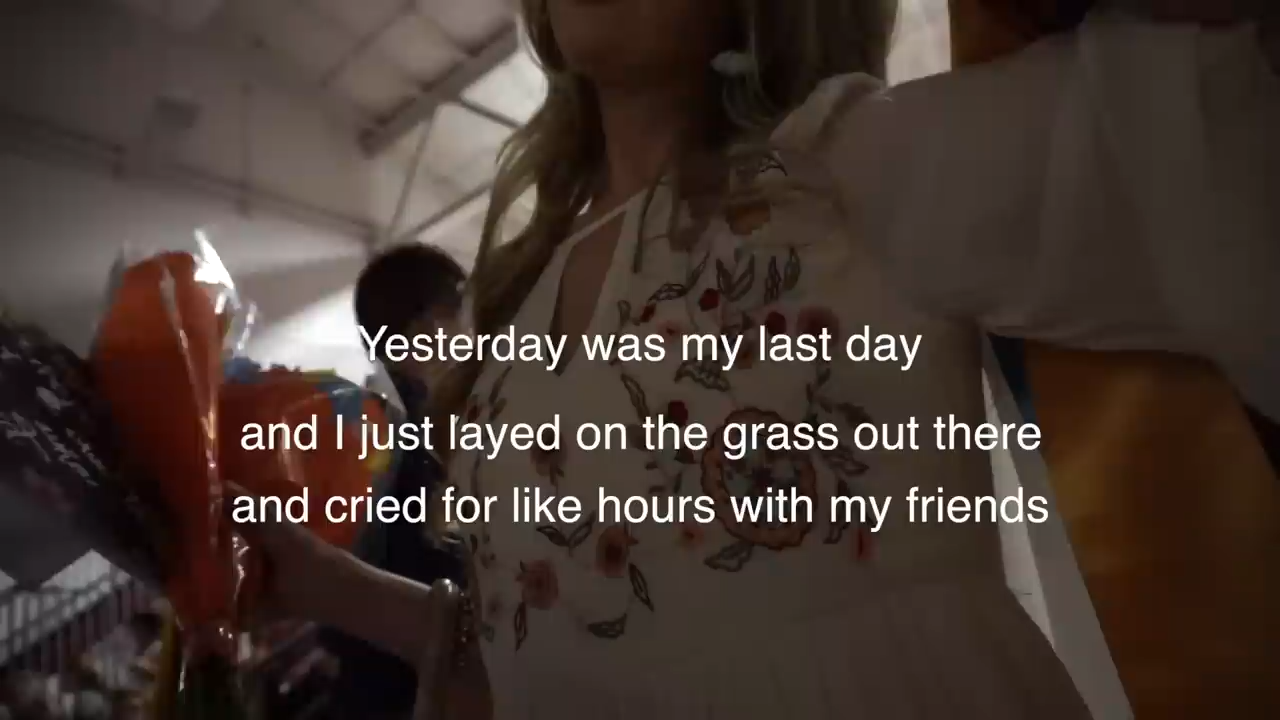 Yesterday was my last day
and I just layed on the grass out there
and cried for like hours with my friends